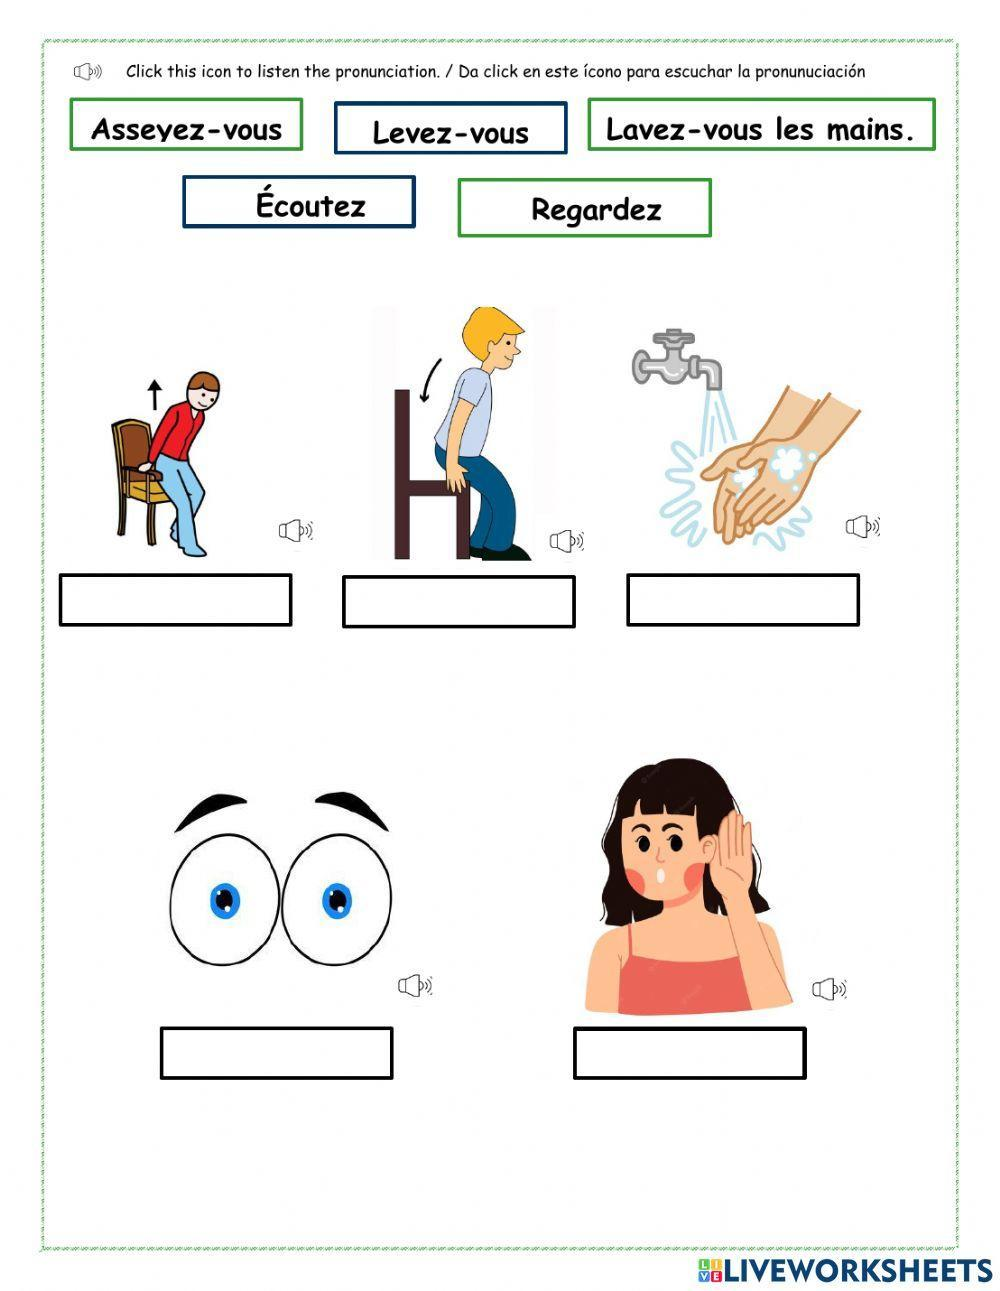 Click this icon to listen the pronunciation. / Da click en este ícono para escuchar la pronunuciación
Asseyez-vous
Levez-vous
Lavez-vous les mains.
Écoutez
Regardez
LIVEWORKSHEETS